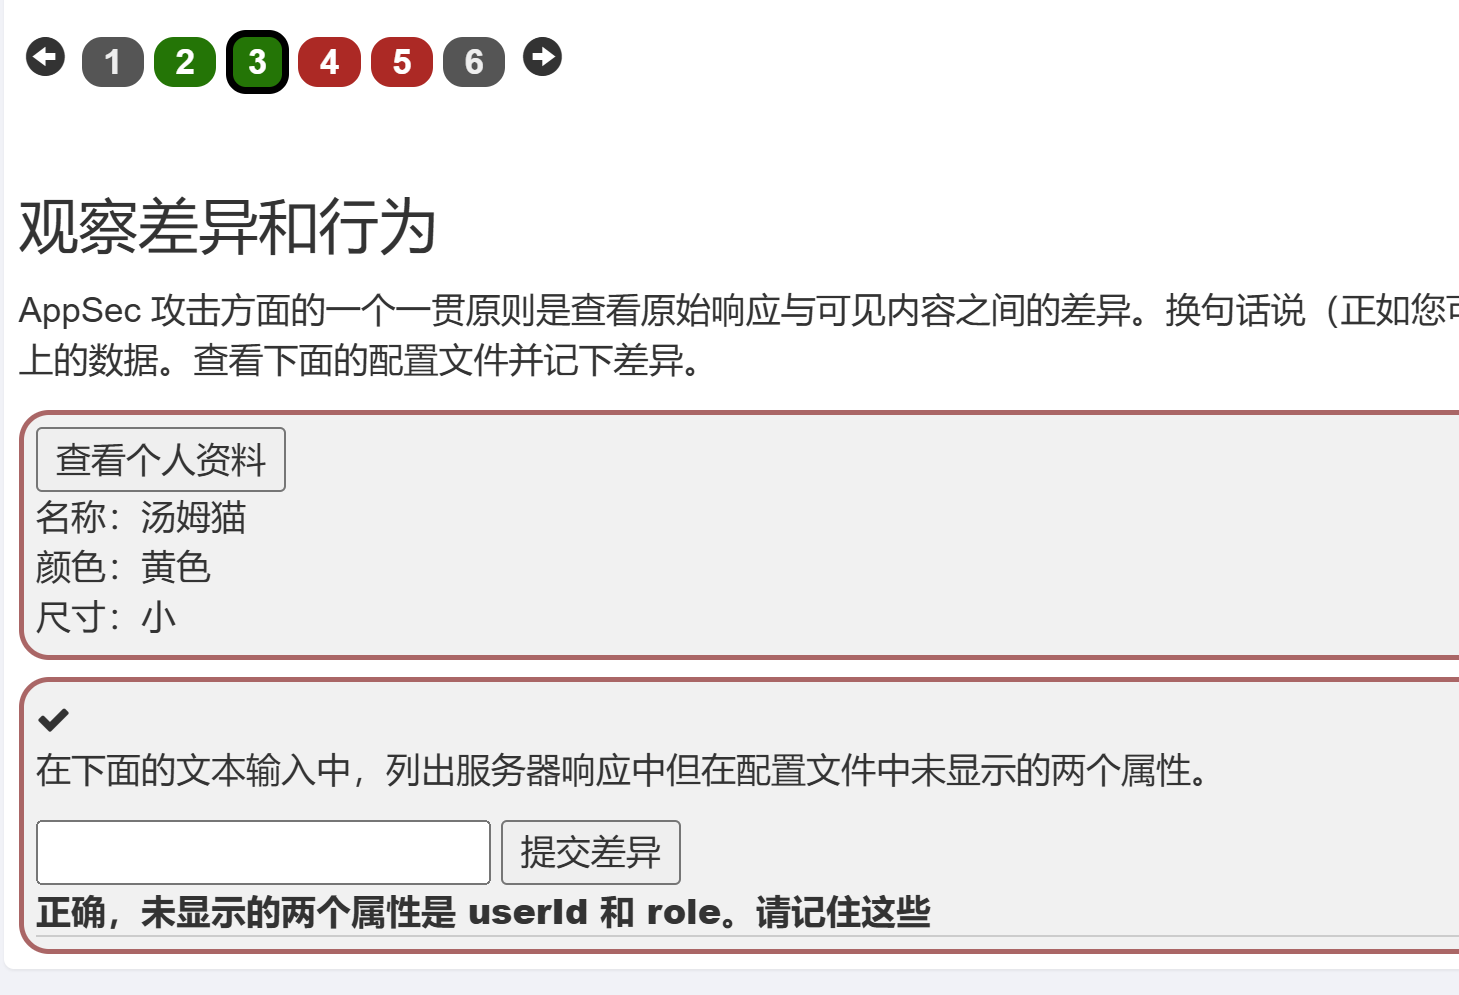 1 2 3 4 5 6
观察差异和行为
AppSec 攻击方面的一个一贯原则是查看原始响应与可见内容之间的差异。换句话说（正如您可
上的数据。查看下面的配置文件并记下差异。
查看个人资料
名称：汤姆猫
颜色：黄色
尺寸：小
在下面的文本输入中，列出服务器响应中但在配置文件中未显示的两个属性。
提交差异
正确，未显示的两个属性是 userId 和 role。请记住这些